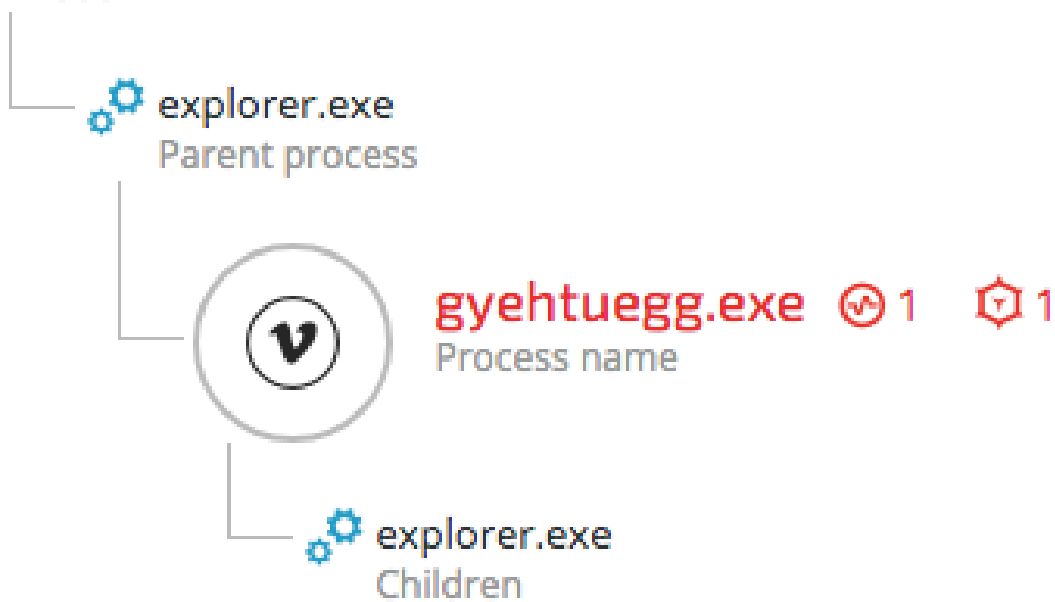 explorer.exe
Parent process
gyehtuegg.exe 1 1
Process name
explorer.exe
Children